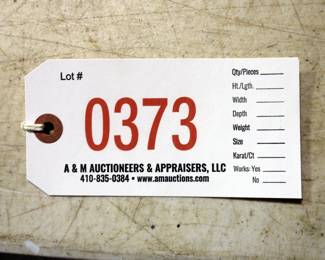 Lot #
0373
A & M AUCTIONEERS & APPRAISERS, LLC
410-835-0384 • www.amauctions.com
Qty/Pieces
Ht./Lgth.
Width
Depth
Weight
Size
Karat/Ct
Works: Yes
No